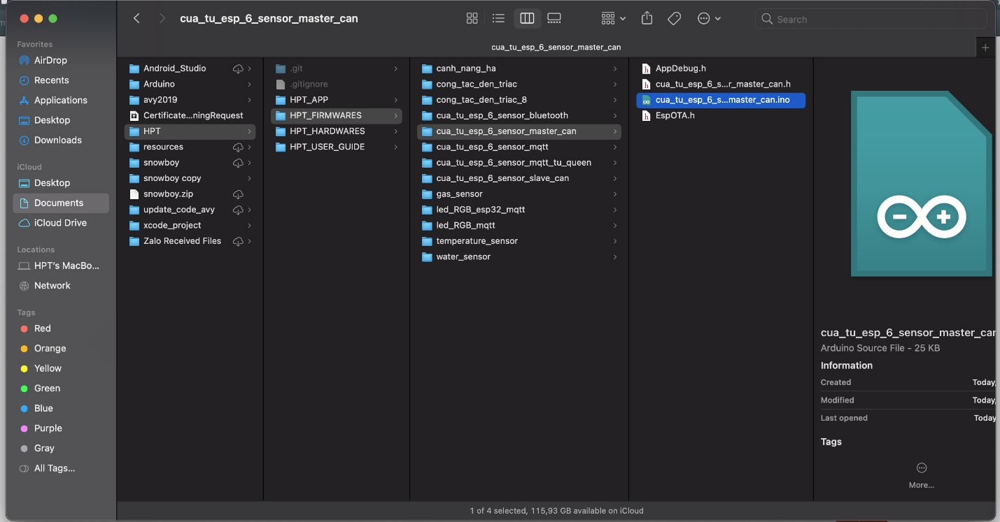 cua_tu_esp_6_sensor_master_can
Search
cua_tu_esp_6_sensor_master_can
Favorites
AirDrop
Recents
Applications
Desktop
Downloads
iCloud
Desktop
Documents
iCloud Drive
Locations
HPT's MacBo...
Network
Tags
Red
Orange
Yellow
Green
Blue
Purple
Gray
All Tags...
Android_Studio
Arduino
avy2019
Certificate...ningRequest
HPT
resources
snowboy
snowboy copy
snowboy.zip
update_code_avy
xcode_project
Zalo Received Files
.git
.gitignore
HPT_APP
HPT_FIRMWARES
HPT_HARDWARES
HPT_USER_GUIDE
canh_nang_ha
cong_tac_den_triac
cong_tac_den_triac_8
cua_tu_esp_6_sensor_bluetooth
cua_tu_esp_6_sensor_master_can
cua_tu_esp_6_sensor_mqtt
cua_tu_esp_6_sensor_mqtt_tu_queen
cua_tu_esp_6_sensor_slave_can
gas_sensor
led_RGB_esp32_mqtt
led_RGB_mqtt
temperature_sensor
water_sensor
AppDebug.h
cua_tu_esp_6_s...r_master_can.h
cua_tu_esp_6_s...master_can.ino
EspOTA.h
cua_tu_esp_6_sensor_master_car
Arduino Source File - 25 KB
Information
Created Today,
Modified Today,
Last opened Today
Tags
More...
1 of 4 selected, 115,93 GB available on iCloud